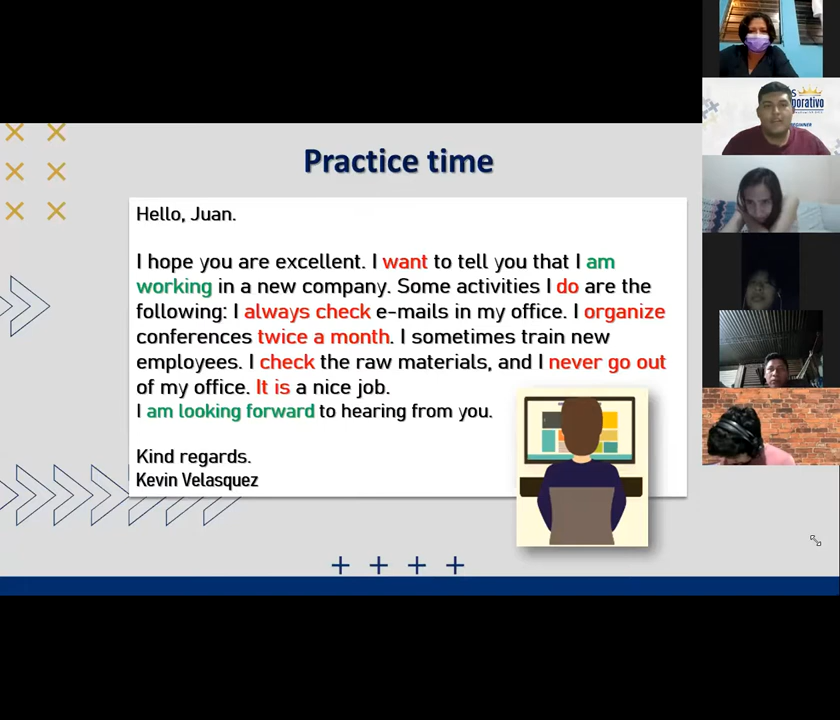 Practice time
Hello, Juan.
I hope you are excellent. I want to tell you that I am
working in a new company. Some activities I do are the
following: I always check e-mails in my office. I organize
conferences twice a month. I sometimes train new
employees. I check the raw materials, and I never go out
of my office. It is a nice job.
I am looking forward to hearing from you.
Kind regards.
Kevin Velasquez